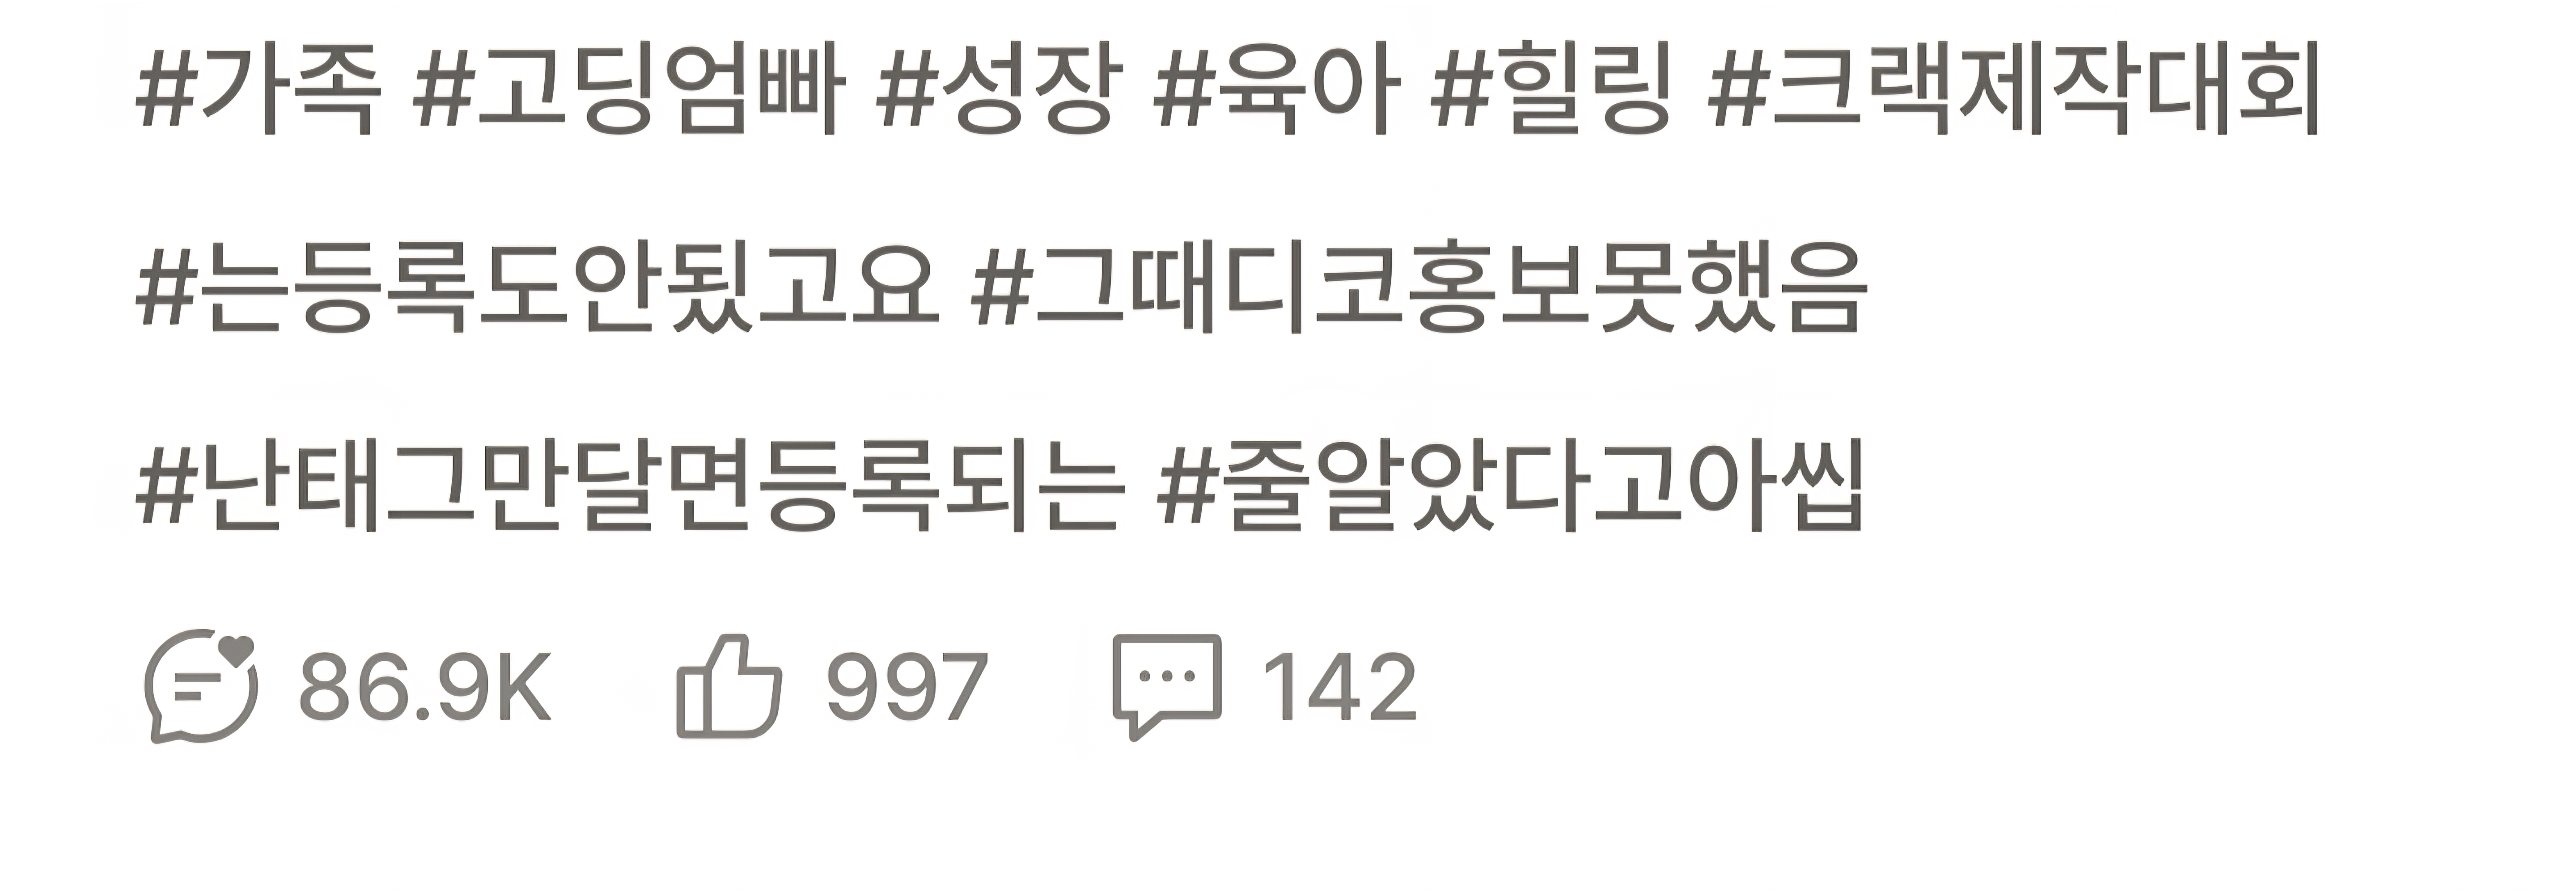 #가족 #고딩엄빠 #성장 #육아 #힐링 #크랙제작대회
#는등록도안됬고요 #그때디코홍보못했음
#난태그만달면등록되는 #줄알았다고아씹
86.9K 997 142